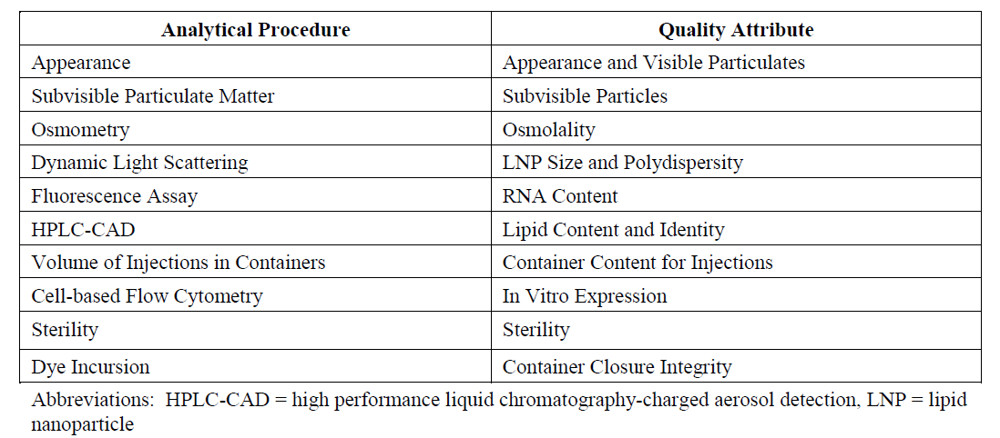 Analytical Procedure Quality Attribute
Appearance Appearance and Visible Particulates
Subvisible Particulate Matter Subvisible Particles
Osmometry Osmolality
Dynamic Light Scattering LNP Size and Polydispersity
Fluorescence Assay RNA Content
HPLC-CAD Lipid Content and Identity
Volume of Injections in Containers Container Content for Injections
Cell-based Flow Cytometry In Vitro Expression
Sterility Sterility
Dye Incursion Container Closure Integrity
Abbreviations:  HPLC-CAD = high performance liquid chromatography-charged aerosol detection, LNP = lipid
nanoparticle